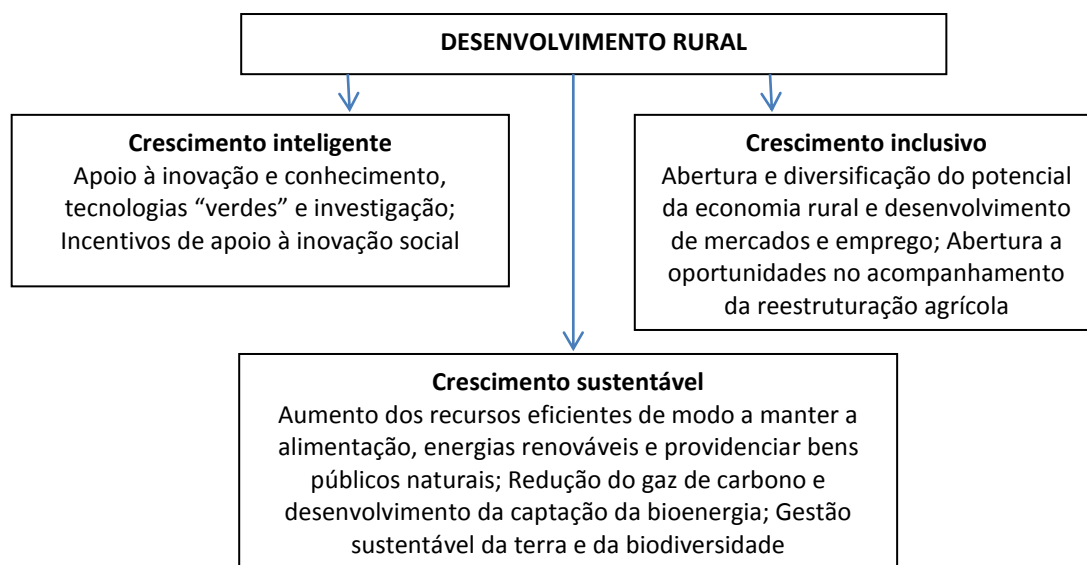 DESENVOLVIMENTO RURAL
Crescimento inteligente
Apoio à inovação e conhecimento,
tecnologias “verdes” e investigação;
Incentivos de apoio à inovação social
Crescimento inclusivo
Abertura e diversificação do potencial
da economia rural e desenvolvimento
de mercados e emprego; Abertura a
oportunidades no acompanhamento
da reestruturação agrícola
Crescimento sustentável
Aumento dos recursos eficientes de modo a manter a
alimentação, energias renováveis e providenciar bens
públicos naturais; Redução do gaz de carbono e
desenvolvimento da captação da bioenergia; Gestão
sustentável da terra e da biodiversidade